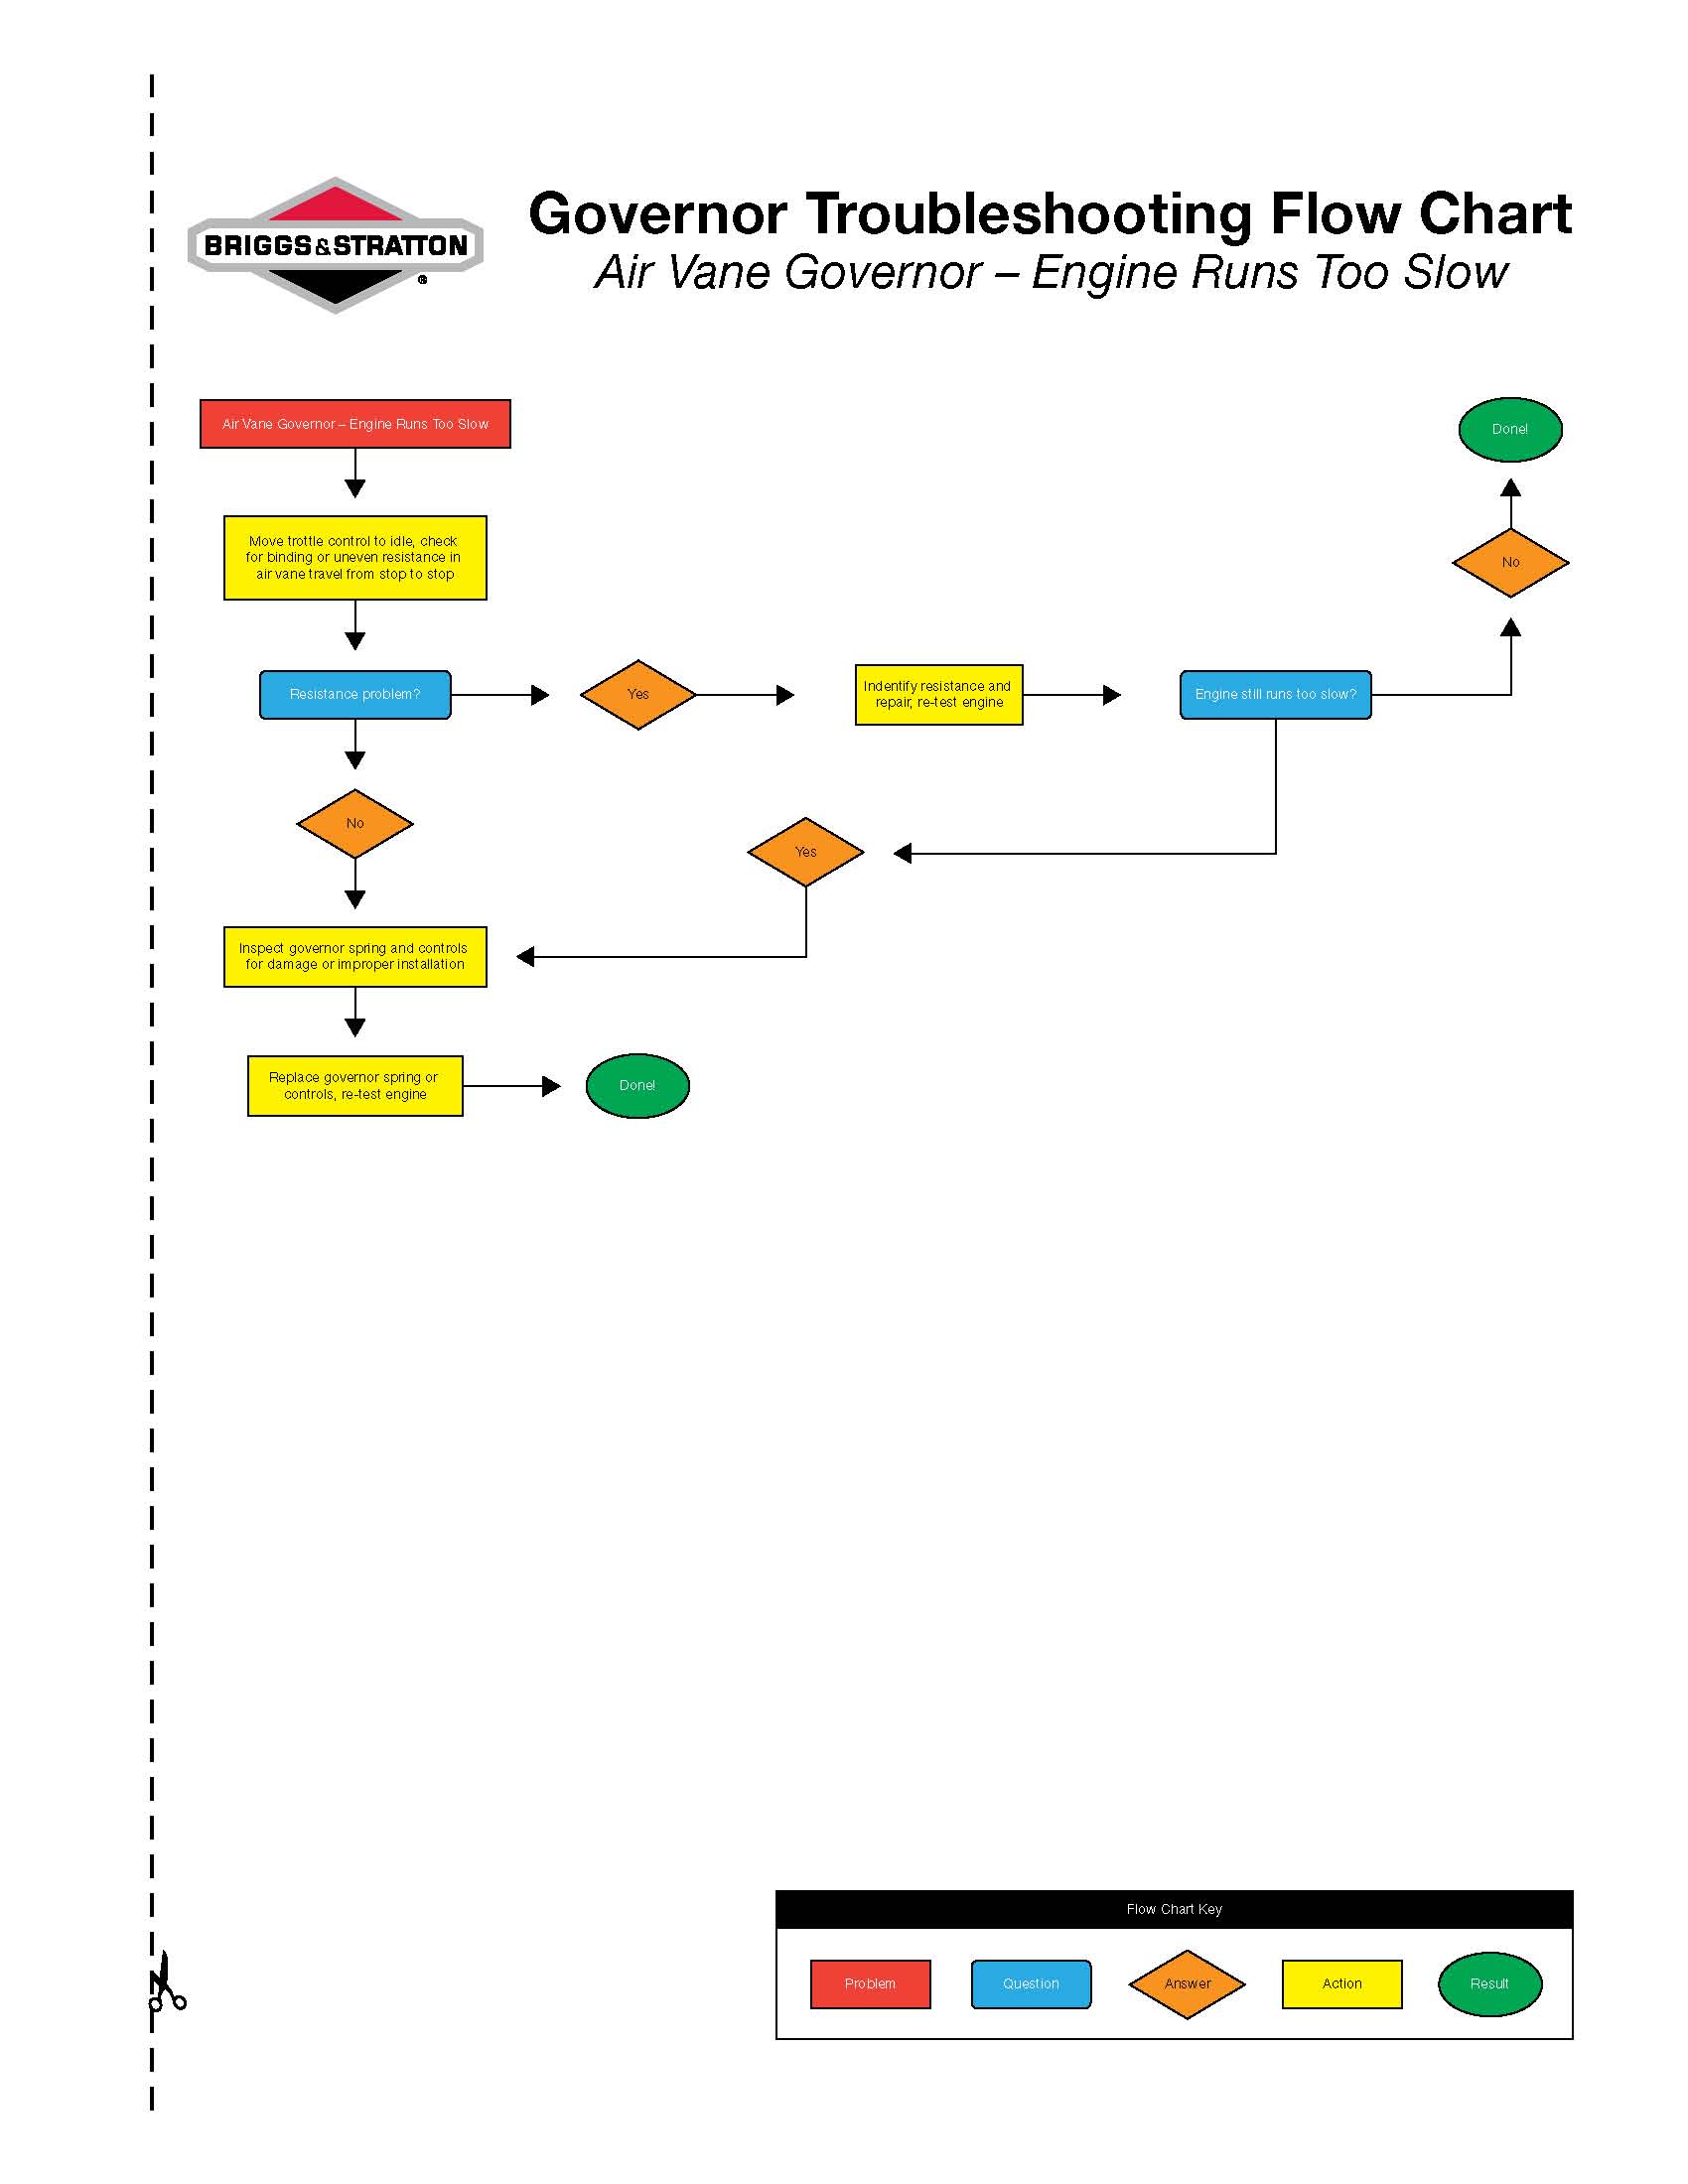 BRIGGS&STRATTON
®
Governor Troubleshooting Flow Chart
Air Vane Governor – Engine Runs Too Slow
Air Vane Governor – Engine Runs Too Slow
Done!
Move trottle control to idle, check
for binding or uneven resistance in
air vane travel from stop to stop
No
Resistance problem?
Yes
Indentify resistance and
repair, re-test engine
Engine still runs too slow?
No
Yes
Inspect governor spring and controls
for damage or improper installation
Replace governor spring or
controls, re-test engine
Done!
Flow Chart Key
Problem
Question
Answer
Action
Result